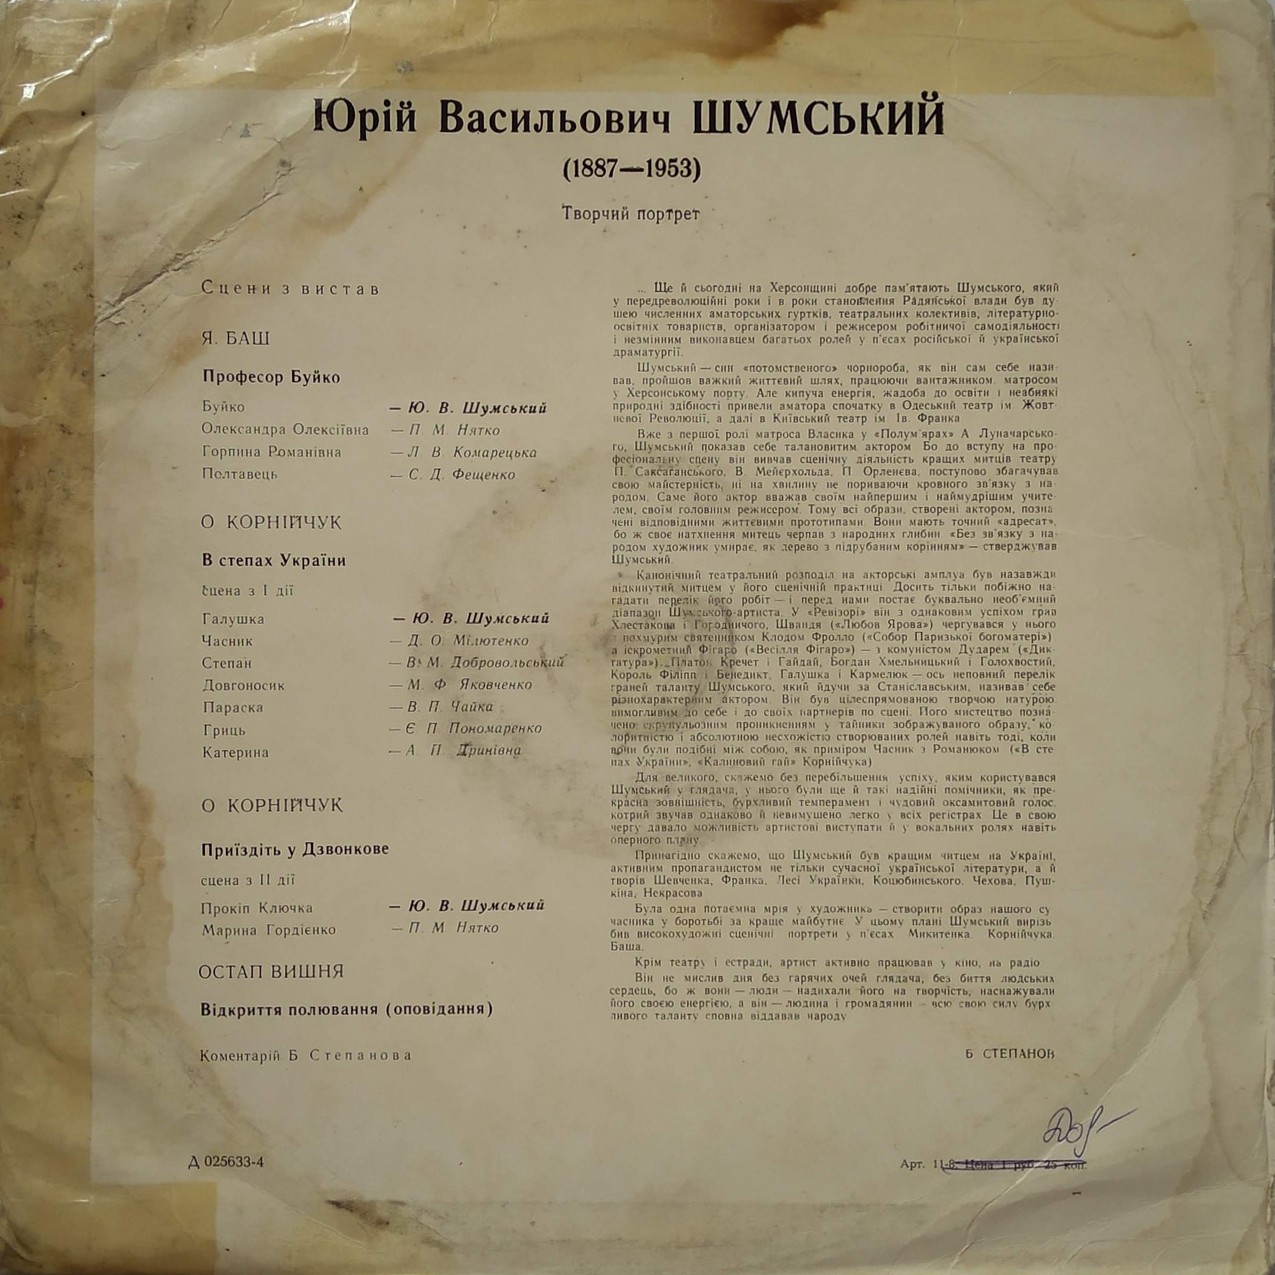 Юрій Васильович ШУМСЬКИЙ
(1887—1953)
Творчий портрет
Сцени з вистав
Я. БАШ
Професор Буйко
Буйко — Ю. В. Шумський
Олександра Олексіївна — П. М. Нятко
Горпина Романівна — Л. В. Комарецька
Полтавець — С. Д. Фещенко
О. КОРНІЙЧУК
В степах України
сцена з I дії
Галушка — Ю. В. Шумський
Часник — Д. О. Мілютенко
Степан — В. М. Добровольський
Довгоносик — М. Ф. Яковченко
Параска — В. П. Чайка
Гриць — Є. П. Пономаренко
Катерина — А. П. Дринівна
О. КОРНІЙЧУК
Приїздіть у Дзвонкове
сцена з II дії
Прокіп Ключка — Ю. В. Шумський
Марина Гордієнко — П. М. Нятко
ОСТАП ВИШНЯ
Відкриття полювання (оповідання)
Коментарій Б. Степанова
... Ще й сьогодні на Херсонщині добре пам'ятають Шумського, який
у передреволюційні роки і в роки становлення Радянської влади був ду-
шею численних аматорських гуртків, театральних колективів, літературно-
освітніх товариств, організатором і режисером робітничої самодіяльності
і незмінним виконавцем багатьох ролей у п'єсах російської й української
драматургії.
Шумський — син «потомственого» чорнороба, як він сам себе нази-
вав, пройшов важкий життєвий шлях, працюючи вантажником, матросом
у Херсонському порту. Але кипуча енергія, жадоба до освіти і неабиякі
природні здібності привели аматора спочатку в Одеський театр ім. Жовт-
невої Революції, а далі в Київський театр ім. Ів. Франка
Вже з першої ролі матроса Власика у «Полум'ярах» А. Луначарсько-
го, Шумський показав себе талановитим актором. Бо до вступу на про-
фесіональну сцену він вивчав сценічну діяльність кращих митців театру
П. Саксаганського, В. Мейєрхольда, П. Орленєва, поступово збагачував
свою майстерність, ні на хвилину не пориваючи кровного зв'язку з на-
родом. Саме його актор вважав своїм найпершим і наймудрішим учите-
лем, своїм головним режисером. Тому всі образи, створені актором, позна-
чені відповідними життєвими прототипами. Вони мають точний «адресат»,
бо ж своє натхнення митець черпав з народних глибин. «Без зв'язку з на-
родом художник умирає, як дерево з підрубаним корінням» — стверджував
Шумський.
Канонічний театральний розподіл на акторські амплуа був назавжди
відкинутий митцем у його сценічній практиці. Досить тільки побіжно на-
гадати перелік його робіт — і перед нами постає буквально необ'ємний
діапазон Шумського-артиста. У «Ревізорі» він з однаковим успіхом грав
Хлестакова і Городничого, Швандя («Любов Ярова») чергувався у нього
з похмурим святенником Клодом Фролло («Собор Паризької богоматері»)
а іскрометний Фігаро («Весілля Фігаро») — з комуністом Дударем («Дик-
татура»). Платон Кречет і Гайдай, Богдан Хмельницький і Голохвостий,
Король Філіпп і Бенедикт, Галушка і Кармелюк — ось неповний перелік
граней таланту Шумського, який йдучи за Станіславським, називав себе
різнохарактерним актором. Він був цілеспрямованою творчою натурою
вимогливим до себе і до своїх партнерів по сцені. Його мистецтво позна-
чено скрупульозним проникненням у тайники зображуваного образу, ко-
лоритністю і абсолютною несхожістю створюваних ролей навіть тоді, коли
вони були подібні між собою, як приміром Часник з Романюком («В сте-
пах України», «Калиновий гай» Корнійчука)
Для великого, скажемо без перебільшення успіху, яким користувався
Шумський у глядача, у нього були ще й такі надійні помічники, як пре-
красна зовнішність, бурхливий темперамент і чудовий оксамитовий голос,
котрий звучав однаково й невимушено легко у всіх регістрах. Це в свою
чергу давало можливість артистові виступати й у вокальних ролях навіть
оперного плану.
Принагідно скажемо, що Шумський був кращим читцем на Україні,
активним пропагандистом не тільки сучасної української літератури, а й
творів Шевченка, Франка, Лесі Українки, Коцюбинського, Чехова, Пуш-
кіна, Некрасова
Була одна потаємна мрія у художника — створити образ нашого су-
часника у боротьбі за краще майбутнє. У цьому плані Шумський вирізь-
бив високохудожні сценічні портрети у п'єсах Микитенка, Корнійчука
Баша.
Крім театру і естради, артист активно працював у кіно, на радіо.
Він не мислив дня без гарячих очей глядача, без биття людських
сердець, бо ж вони — люди — надихали його на творчість, наснажували
його своєю енергією, а він — людина і громадянин — всю свою силу бурх-
ливого таланту сповна віддавав народу
Б. СТЕПАНОВ
Д 025633-4
Арт. 11-8. Цена 1 руб. 25 коп.